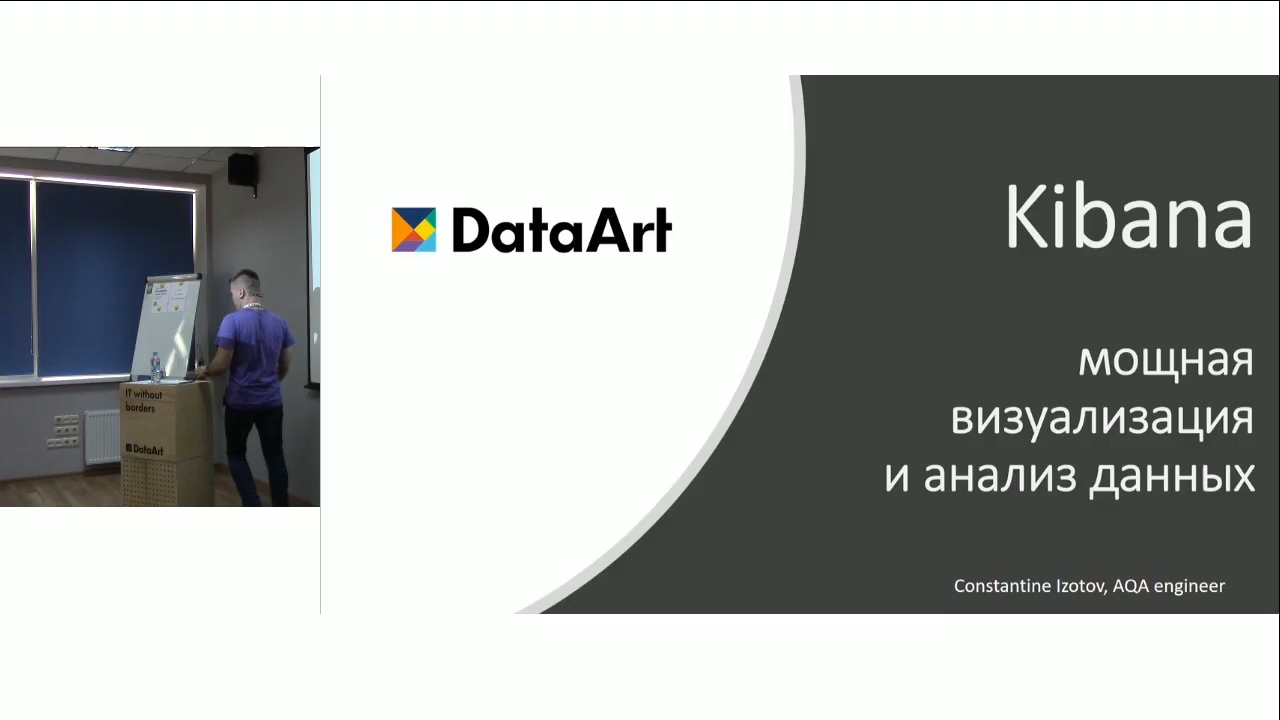 IT without
borders
DataArt
DataArt
Kibana
мощная
визуализация
и анализ данных
Constantine Izotov, AQA engineer